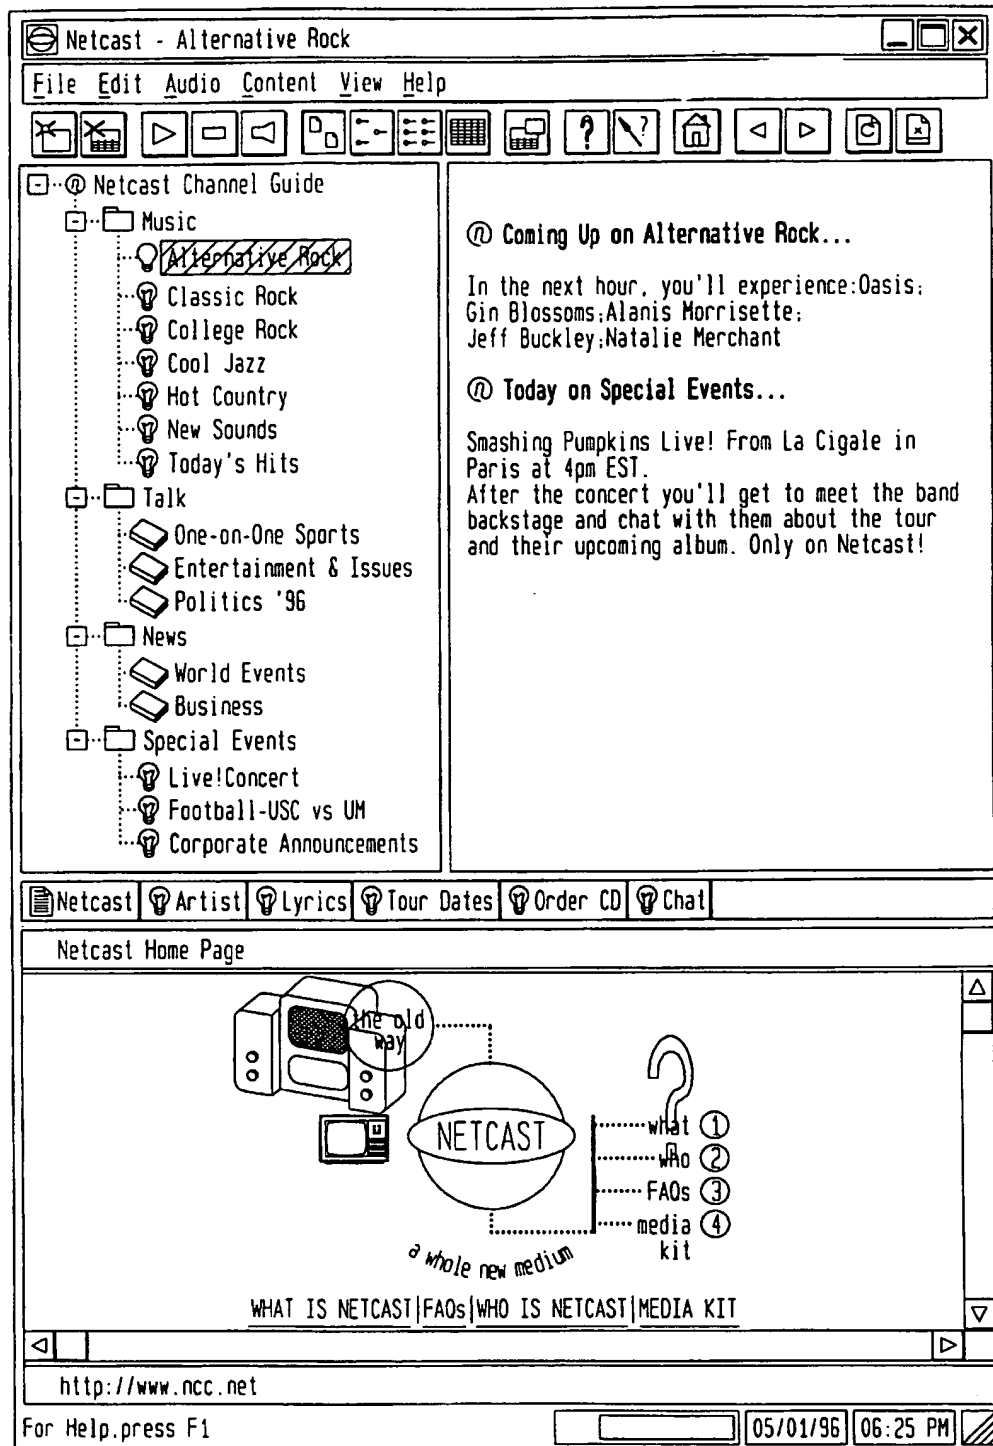 Netcast - Alternative Rock
File Edit Audio Content View Help
Netcast Channel Guide
Music
Alternative Rock
Classic Rock
College Rock
Cool Jazz
Hot Country
New Sounds
Today's Hits
Talk
One-on-One Sports
Entertainment & Issues
Politics '96
News
World Events
Business
Special Events
Live!Concert
Football-USC vs UM
Corporate Announcements
Coming Up on Alternative Rock...
In the next hour, you'll experience:Oasis;
Gin Blossoms;Alanis Morrisette;
Jeff Buckley;Natalie Merchant
Today on Special Events...
Smashing Pumpkins Live! From La Cigale in
Paris at 4pm EST.
After the concert you'll get to meet the band
backstage and chat with them about the tour
and their upcoming album. Only on Netcast!
Netcast Artist Lyrics Tour Dates Order CD Chat
Netcast Home Page
the old
way
NETCAST
what 1
who 2
FAQs 3
media 4
kit
a whole new medium
WHAT IS NETCAST|FAQs|WHO IS NETCAST|MEDIA KIT
http://www.ncc.net
For Help,press F1
05/01/96 06:25 PM